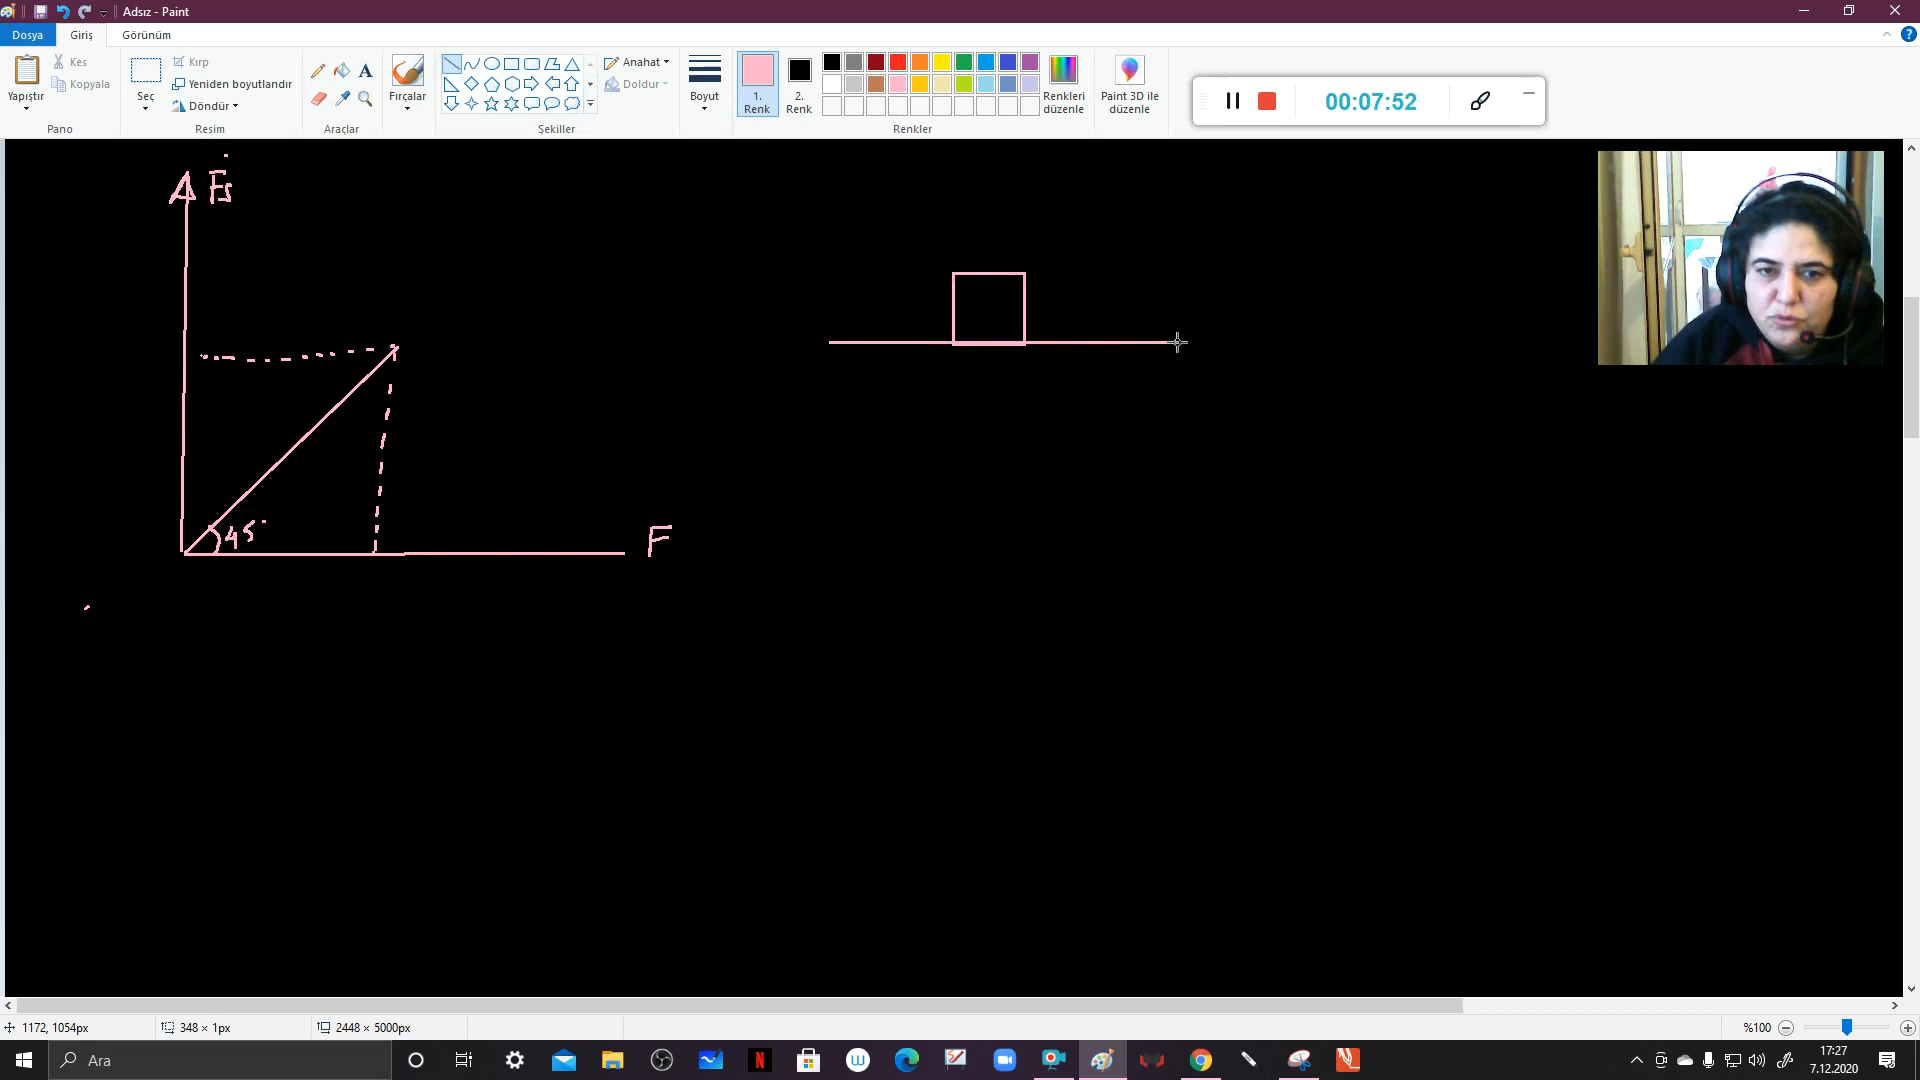 Adsız - Paint
Dosya Giriş Görünüm
Yapıştır
Kes
Kopyala
Pano
Seç
Kırp
Yeniden boyutlandır
Döndür
Resim
Araçlar
Fırçalar
Şekiller
Anahat
Doldur
Boyut
1. Renk
2. Renk
Renkleri düzenle
Renkler
Paint 3D ile düzenle
00:07:52
Fs
45
F
1172, 1054px
348 × 1px
2448 × 5000px
%100
Ara
17:27
7.12.2020